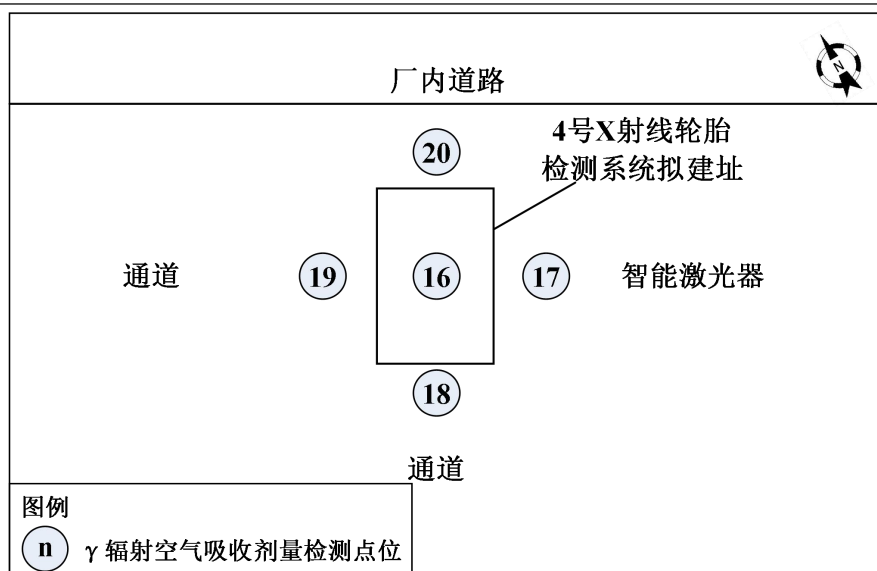 厂内道路
N
4号X射线轮胎
检测系统拟建址
20
通道
19
16
17
智能激光器
18
通道
图例
n γ 辐射空气吸收剂量检测点位